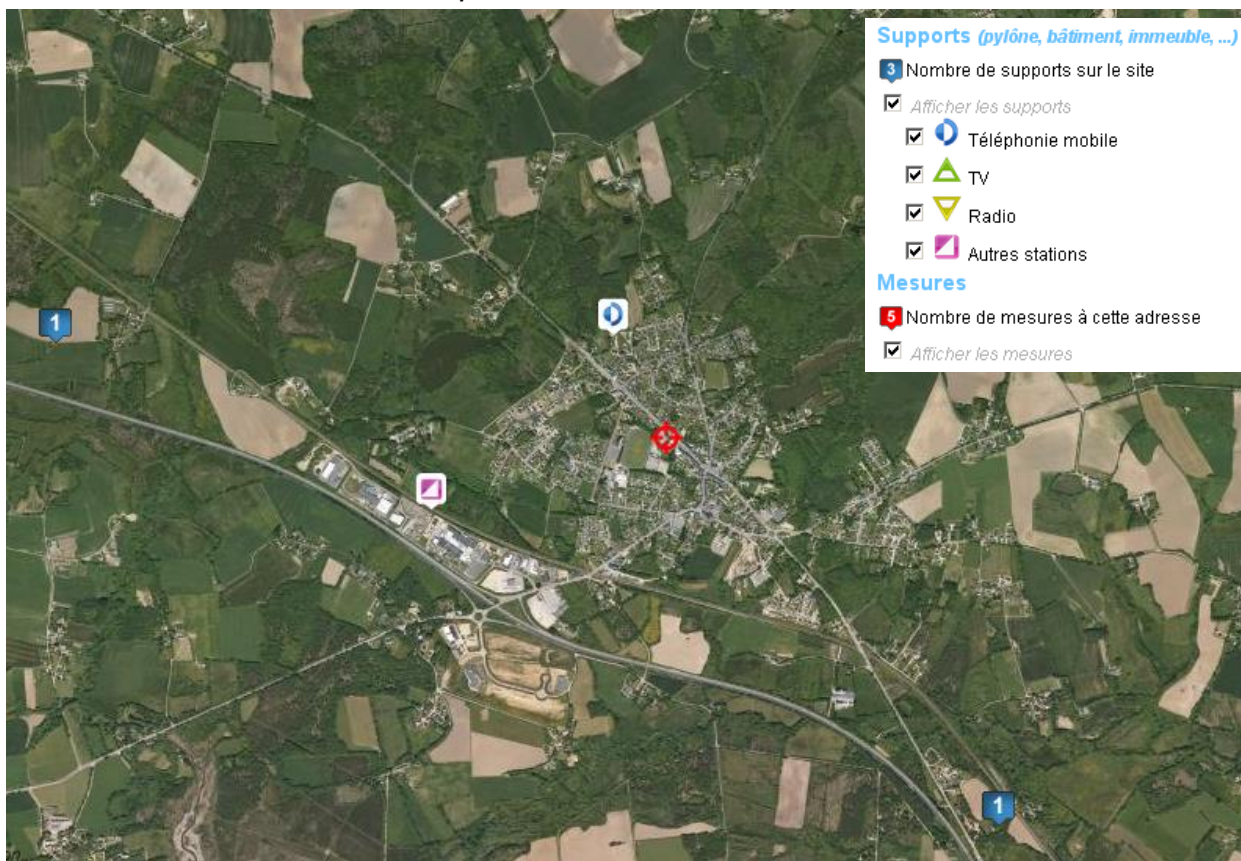 Supports (pylône, bâtiment, immeuble, ...)
3 Nombre de supports sur le site
Afficher les supports
Téléphonie mobile
TV
Radio
Autres stations
Mesures
5 Nombre de mesures à cette adresse
Afficher les mesures
1
1